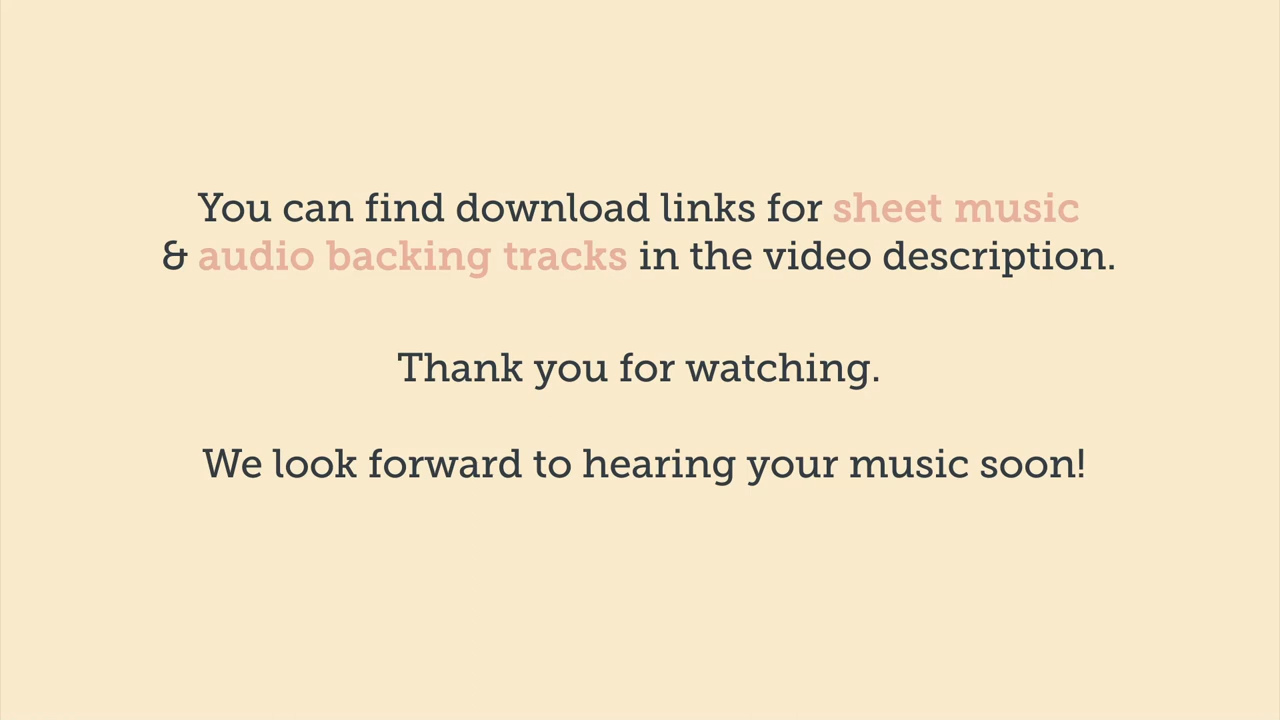 You can find download links for sheet music
& audio backing tracks in the video description.
Thank you for watching.
We look forward to hearing your music soon!